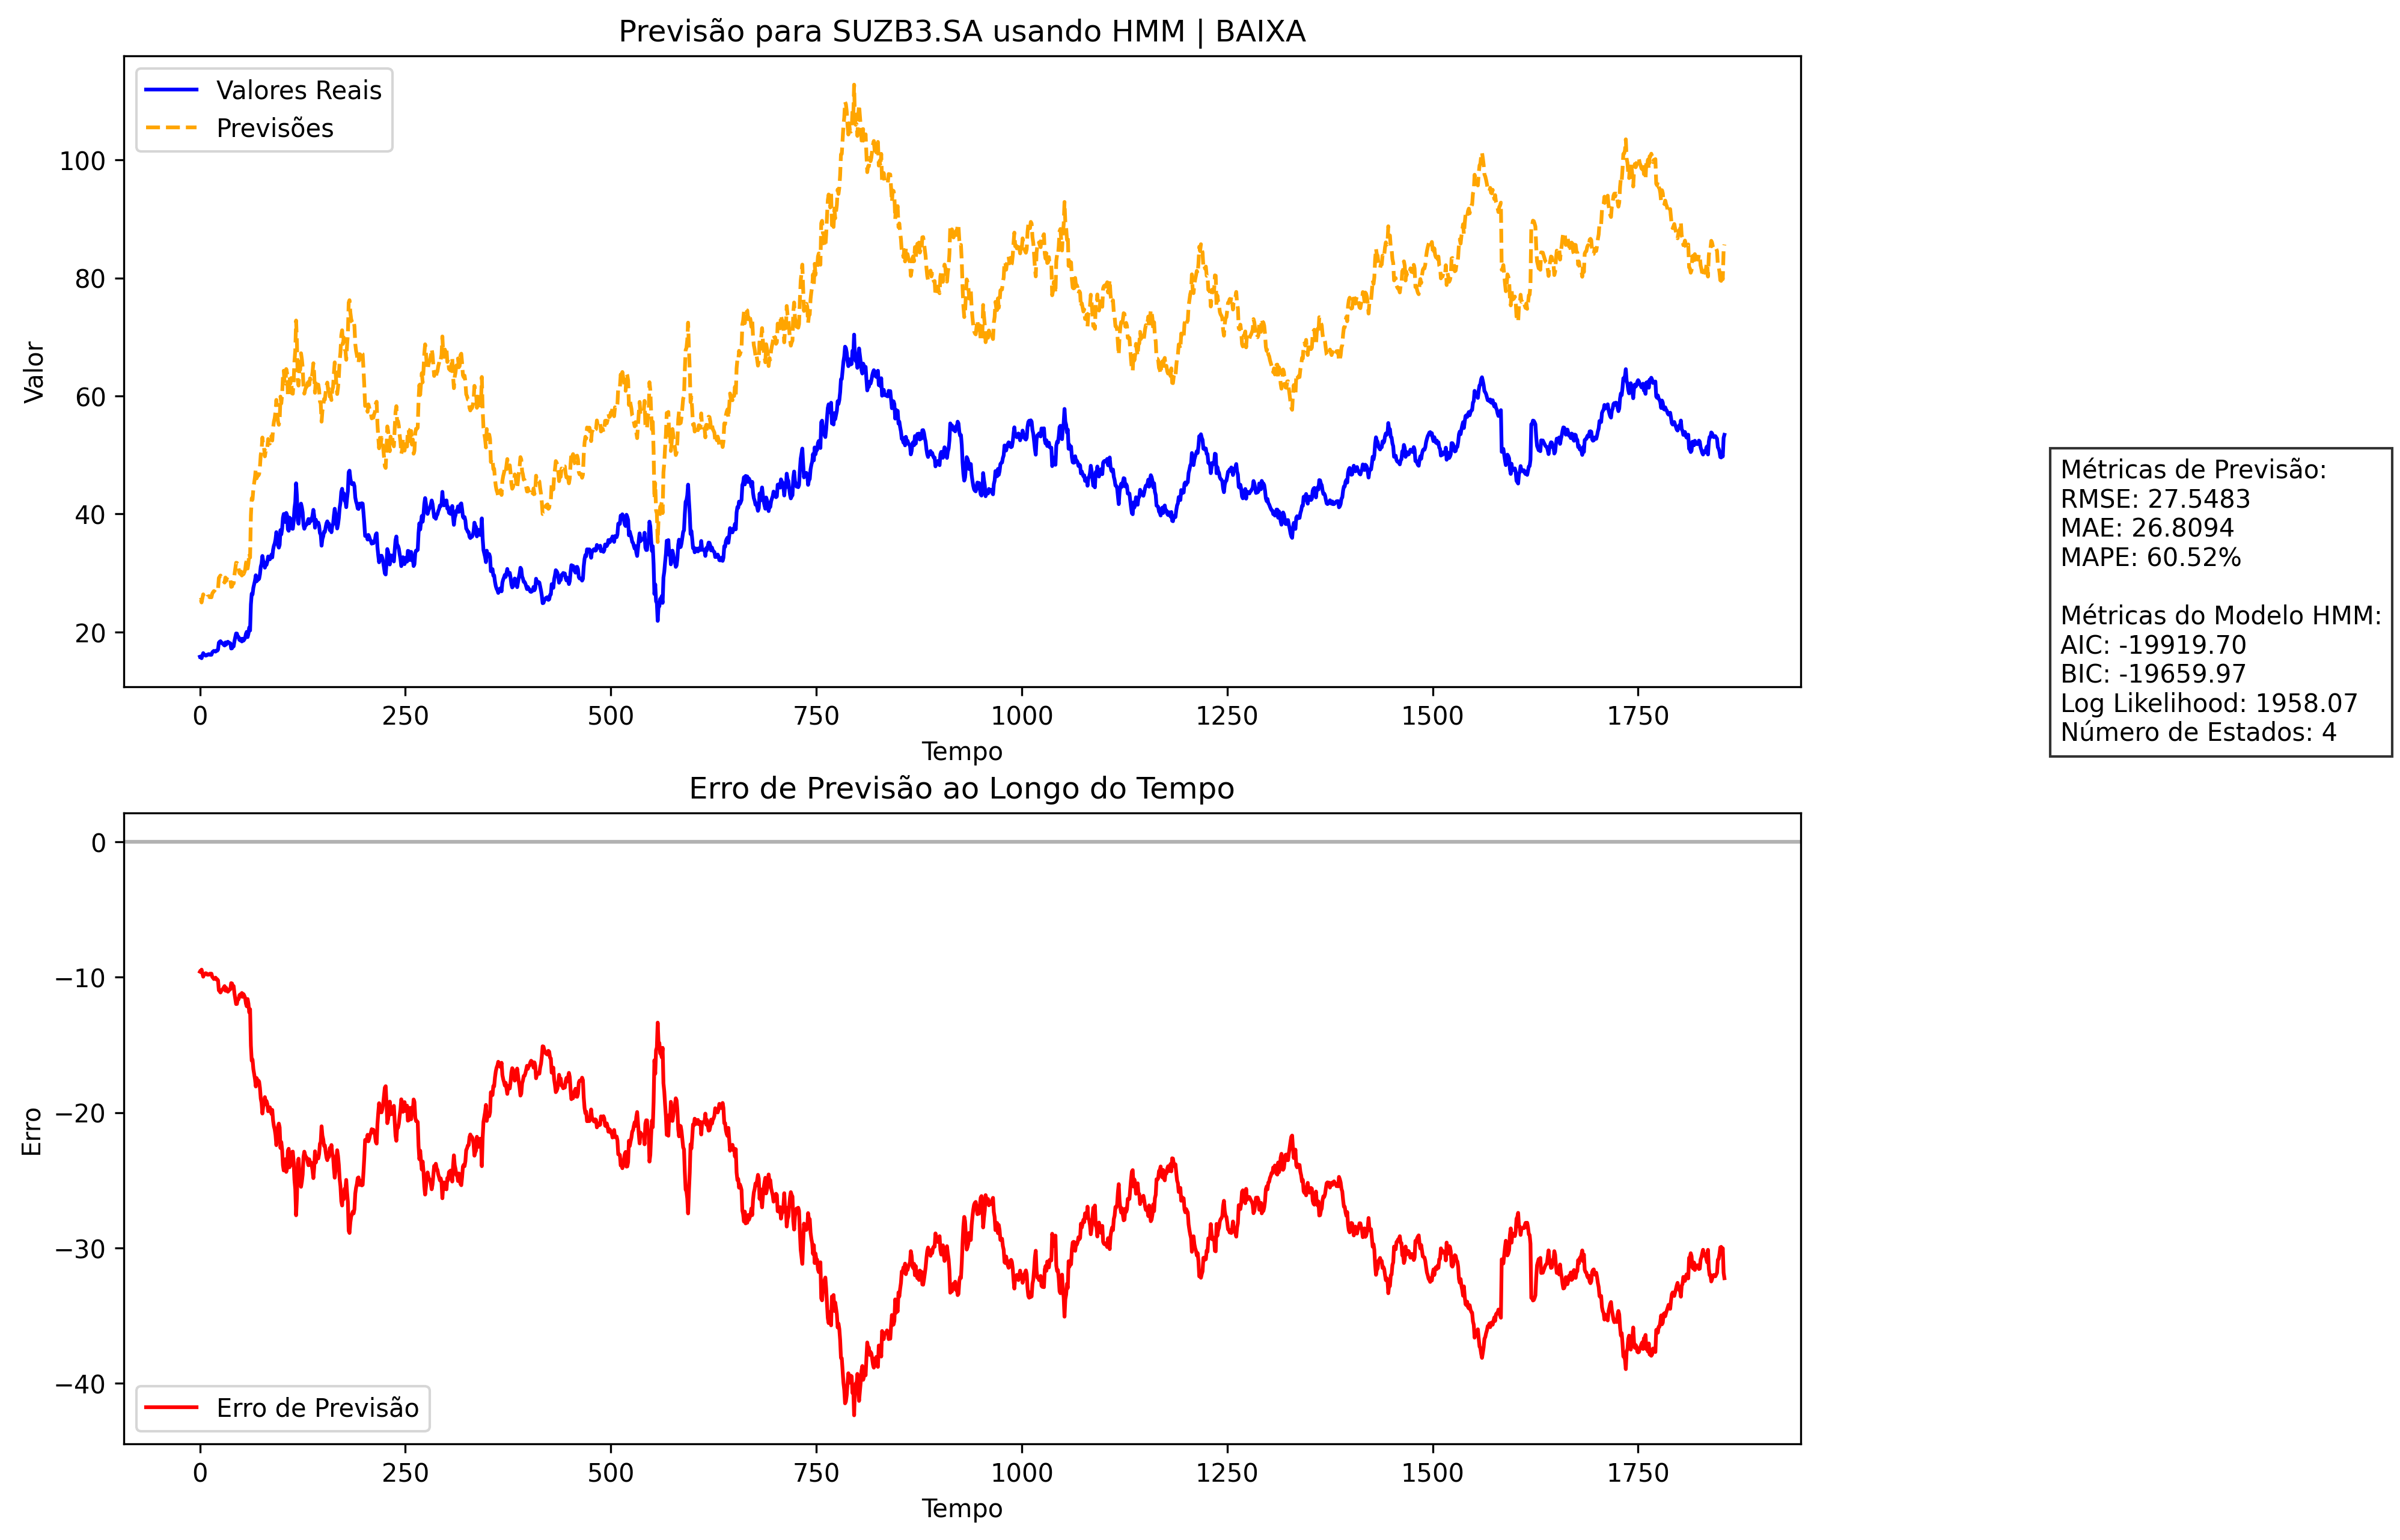 Previsão para SUZB3.SA usando HMM | BAIXA
Valores Reais
Previsões
Valor
100
80
60
40
20
0 250 500 750 1000 1250 1500 1750
Tempo
Métricas de Previsão:
RMSE: 27.5483
MAE: 26.8094
MAPE: 60.52%
Métricas do Modelo HMM:
AIC: -19919.70
BIC: -19659.97
Log Likelihood: 1958.07
Número de Estados: 4
Erro de Previsão ao Longo do Tempo
Erro
0
−10
−20
−30
−40
Erro de Previsão
0 250 500 750 1000 1250 1500 1750
Tempo